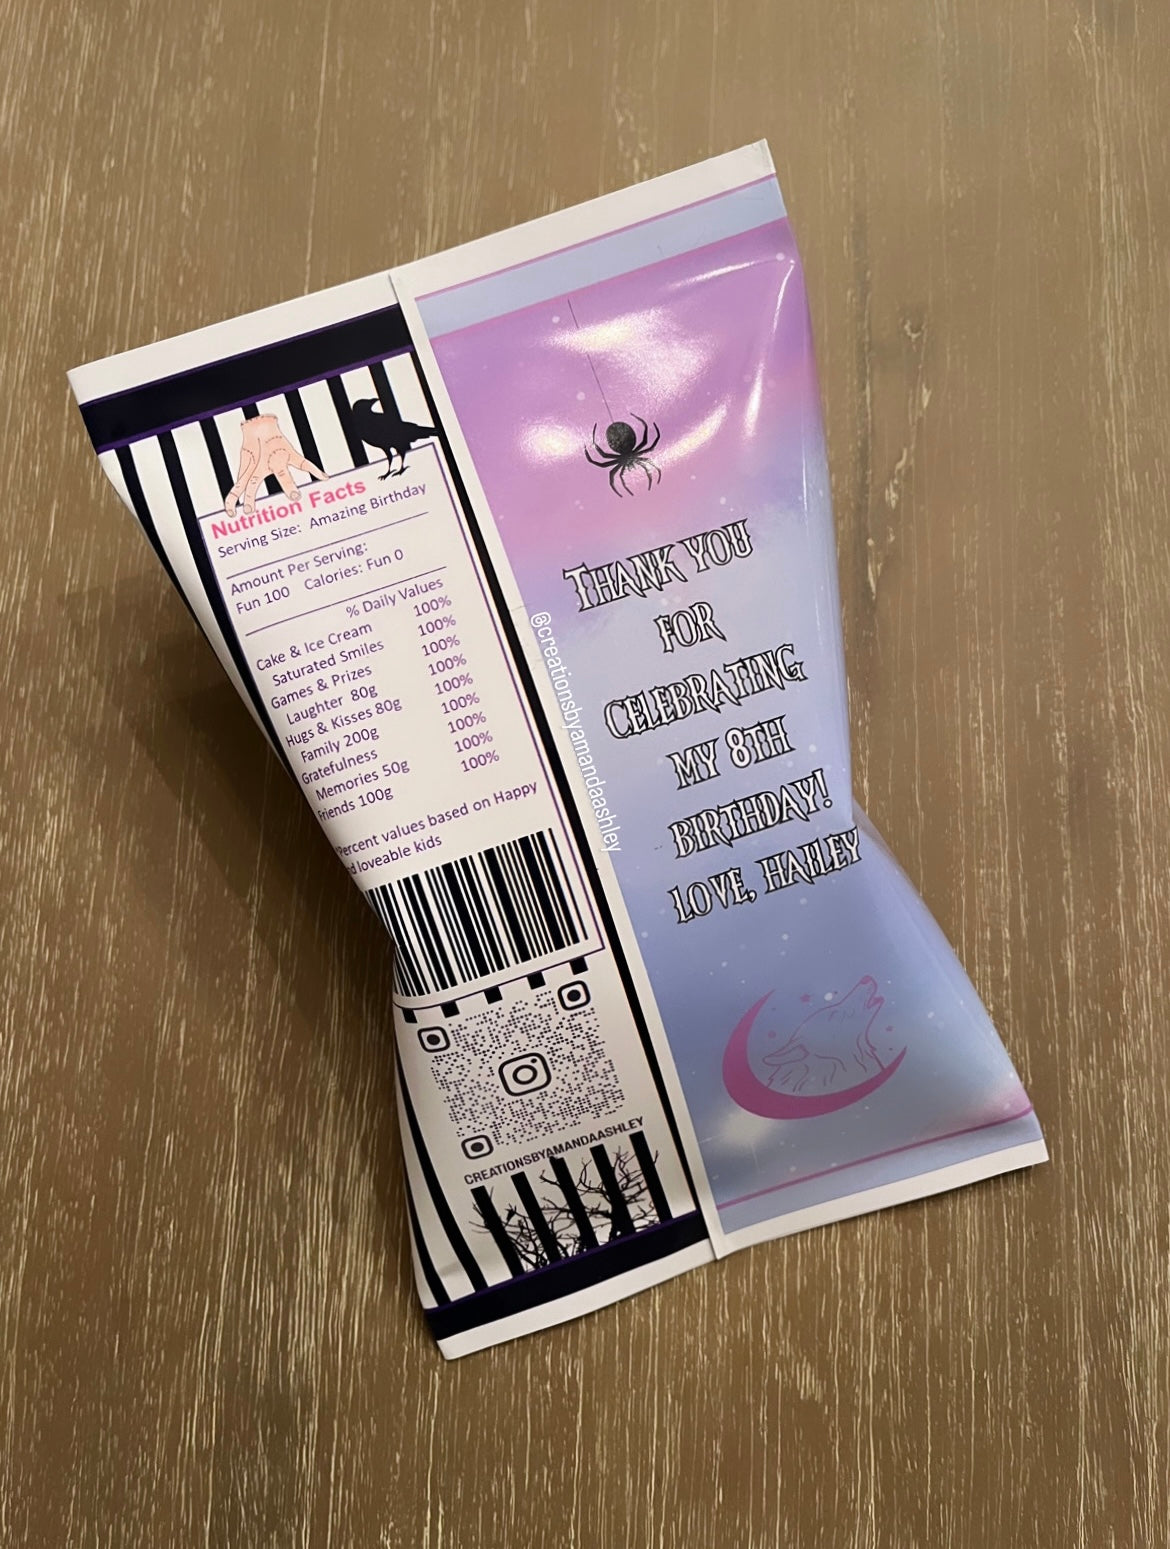 Nutrition Facts
Serving Size: Amazing Birthday
Amount Per Serving:
Fun 100 Calories: Fun 0
% Daily Values
Cake & Ice Cream 100%
Saturated Smiles 100%
Games & Prizes 100%
Laughter 80g 100%
Hugs & Kisses 80g 100%
Family 200g 100%
Gratefulness 100%
Memories 50g 100%
Friends 100g 100%
Percent values based on Happy
loveable kids
CREATIONSBYAMANDAASHLEY
@creationsbyamandaashley
THANK YOU
FOR
CELEBRATING
MY 8TH
BIRTHDAY!
LOVE, HAILEY